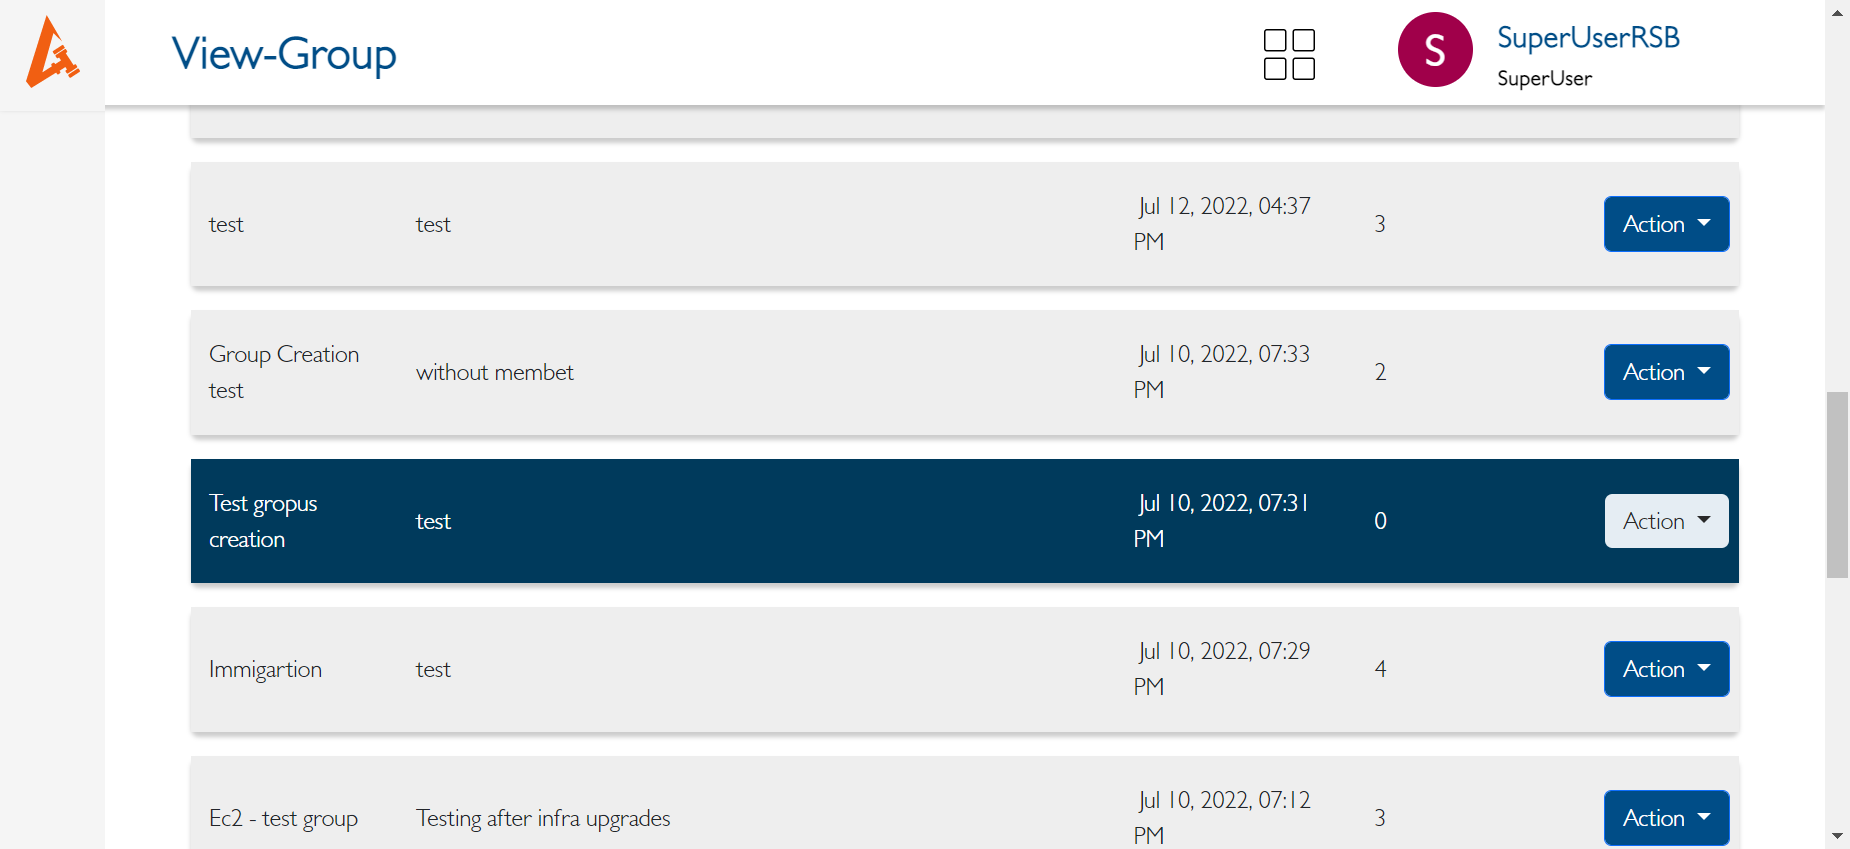 View-Group
S
SuperUserRSB
SuperUser
test
test
Jul 12, 2022, 04:37
PM
3
Action
Group Creation
test
without membet
Jul 10, 2022, 07:33
PM
2
Action
Test gropus
creation
test
Jul 10, 2022, 07:31
PM
0
Action
Immigartion
test
Jul 10, 2022, 07:29
PM
4
Action
Ec2 - test group
Testing after infra upgrades
Jul 10, 2022, 07:12
PM
3
Action